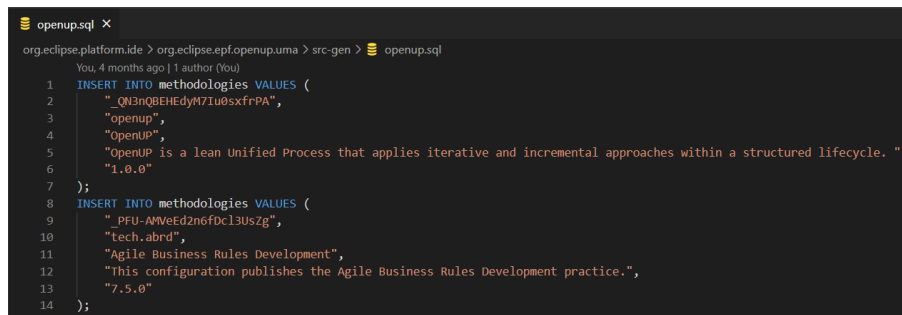 openup.sql ×
org.eclipse.platform.ide > org.eclipse.epf.openup.uma > src-gen > openup.sql
You, 4 months ago | 1 author (You)
1 INSERT INTO methodologies VALUES (
2 "_QN3nQBEHEdyM7Iu0sxfrPA",
3 "openup",
4 "OpenUP",
5 "OpenUP is a lean Unified Process that applies iterative and incremental approaches within a structured lifecycle. "
6 "1.0.0"
7 );
8 INSERT INTO methodologies VALUES (
9 "_PFU-AMVeEd2n6fDcl3UsZg",
10 "tech.abrd",
11 "Agile Business Rules Development",
12 "This configuration publishes the Agile Business Rules Development practice.",
13 "7.5.0"
14 );